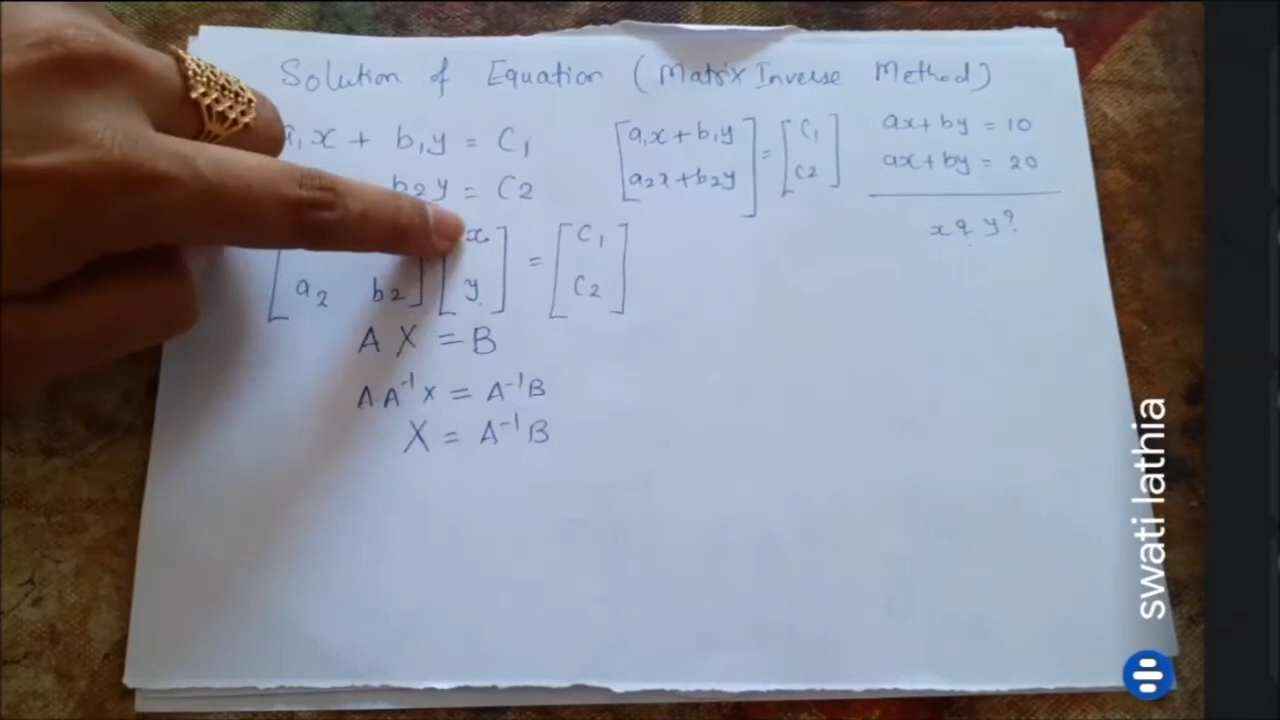 Solution of Equation (Matrix Inverse Method)
a₁x + b₁y = C₁
b₂y = C₂
[a₁x + b₁y
a₂x + b₂y] = [C₁
C₂]
ax + by = 10
ax + by = 20
x & y?
[a₂ b₂] [x
y] = [C₁
C₂]
A X = B
A.A⁻¹ X = A⁻¹B
X = A⁻¹B
swati lathia